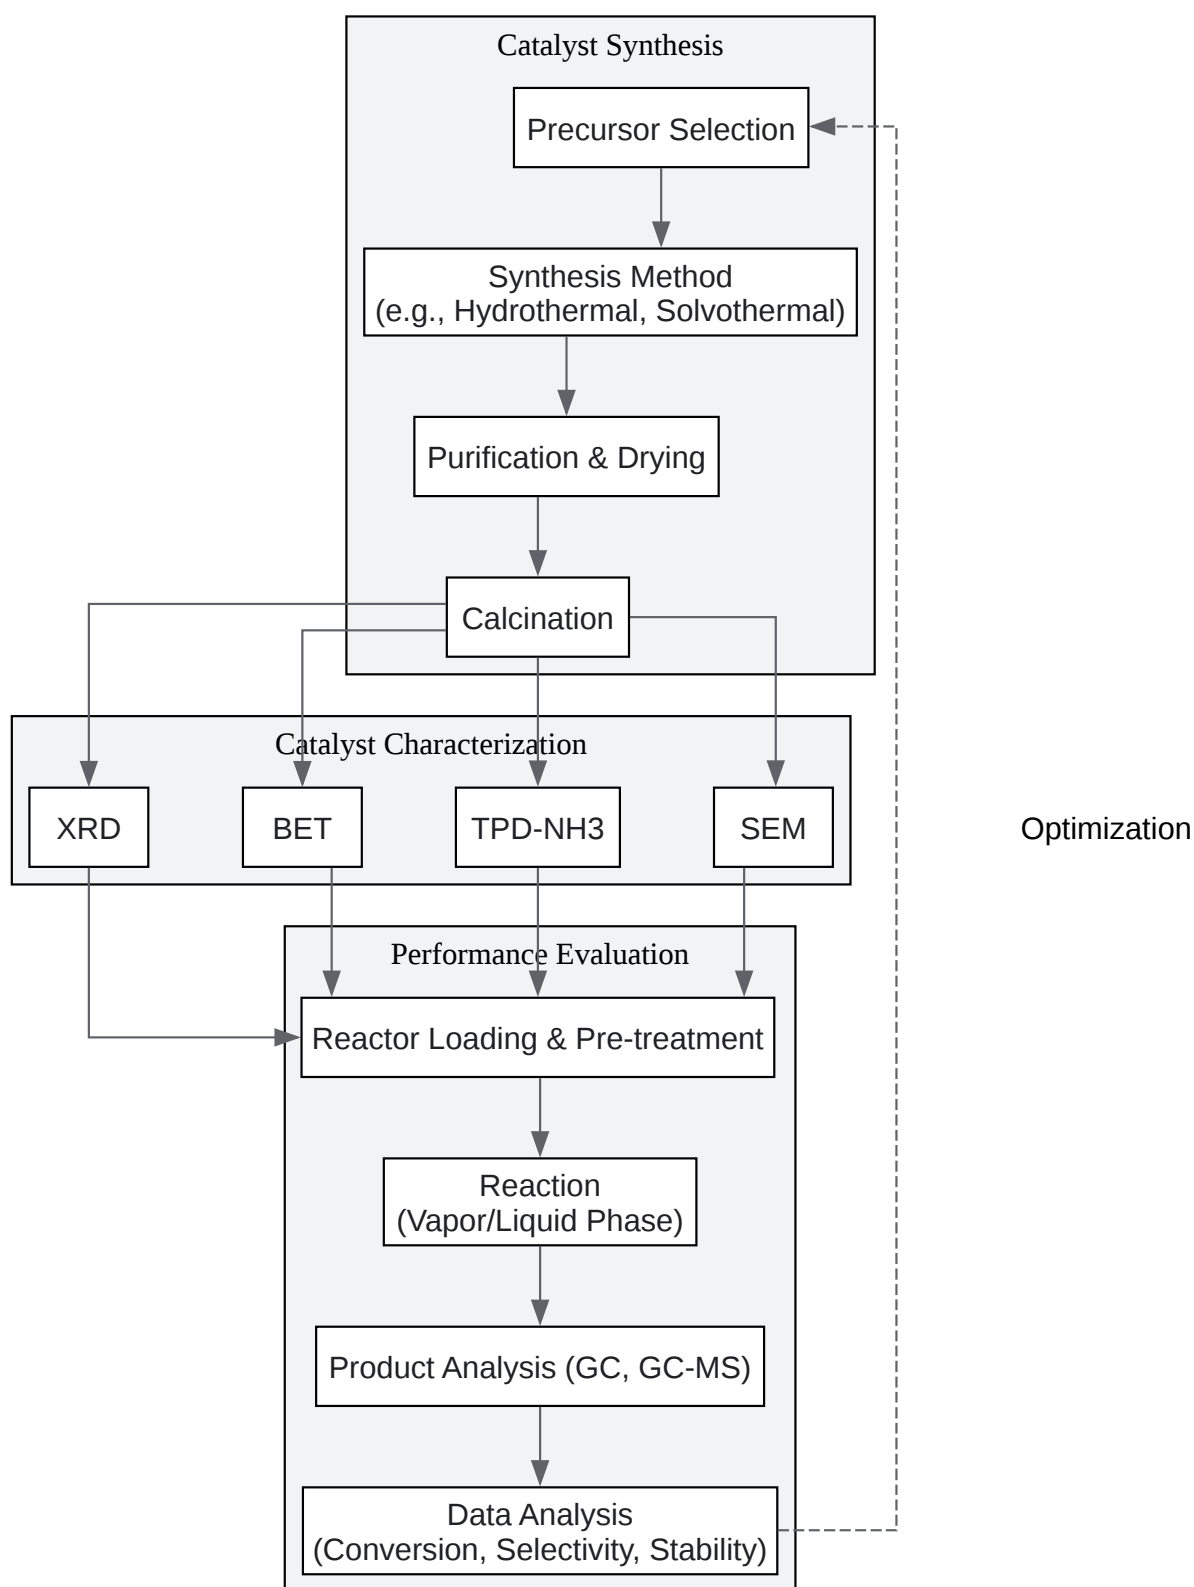 Catalyst Synthesis
Precursor Selection
Synthesis Method
(e.g., Hydrothermal, Solvothermal)
Purification & Drying
Calcination
Catalyst Characterization
XRD
BET
TPD-NH3
SEM
Optimization
Performance Evaluation
Reactor Loading & Pre-treatment
Reaction
(Vapor/Liquid Phase)
Product Analysis (GC, GC-MS)
Data Analysis
(Conversion, Selectivity, Stability)